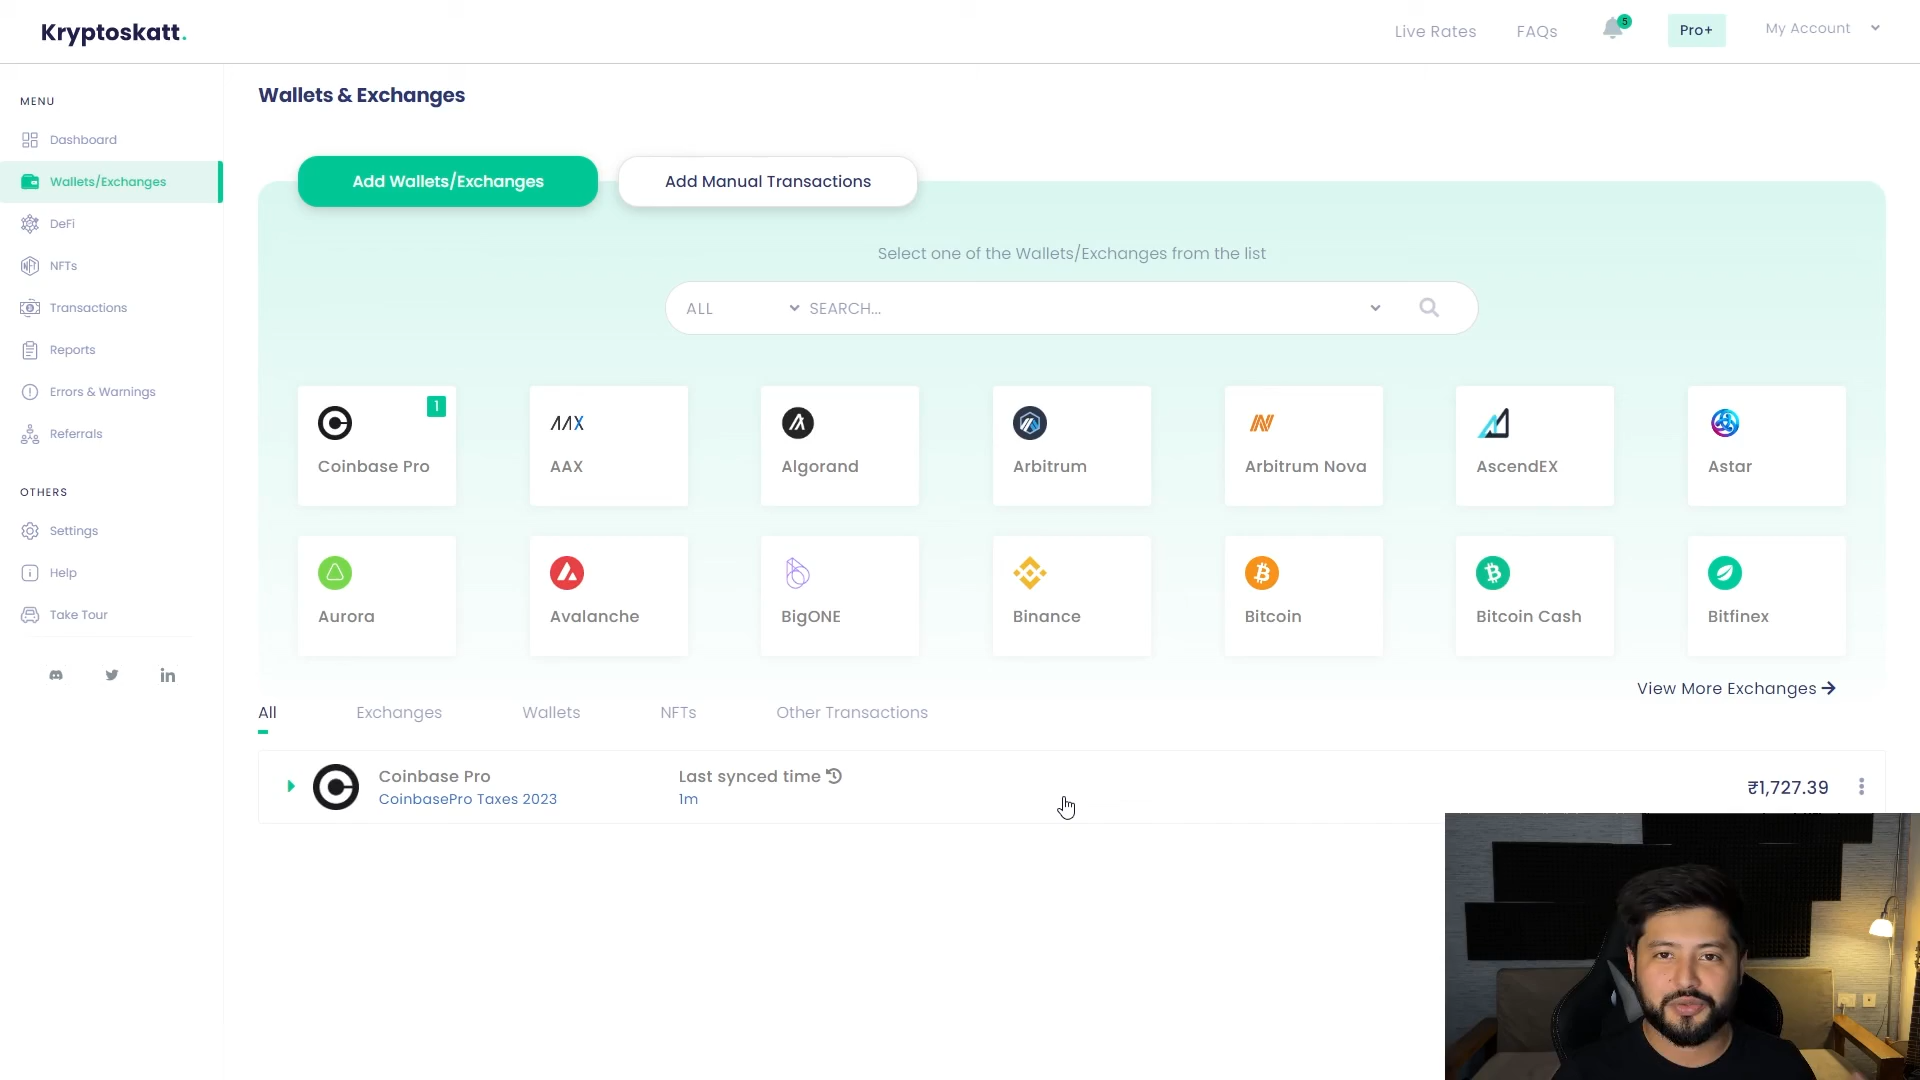 Kryptoskatt.
Live Rates
FAQs
5
Pro+
My Account
MENU
Dashboard
Wallets/Exchanges
DeFi
NFTs
Transactions
Reports
Errors & Warnings
Referrals
OTHERS
Settings
Help
Take Tour
Wallets & Exchanges
Add Wallets/Exchanges
Add Manual Transactions
Select one of the Wallets/Exchanges from the list
ALL
SEARCH...
1
Coinbase Pro
AAX
AAX
Algorand
Arbitrum
Arbitrum Nova
AscendEX
Astar
Aurora
Avalanche
BigONE
Binance
Bitcoin
Bitcoin Cash
Bitfinex
View More Exchanges
All
Exchanges
Wallets
NFTs
Other Transactions
Coinbase Pro
CoinbasePro Taxes 2023
Last synced time
1m
₹1,727.39